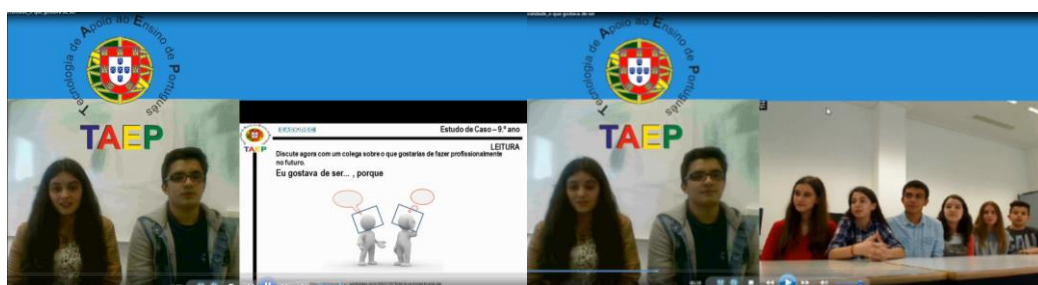 Tecnologia de Apoio ao Ensino de Português
TAEP
TAEP
Estudo de Caso – 9.º ano
LEITURA
Discute agora com um colega sobre o que gostarias de fazer profissionalmente
no futuro.
Eu gostava de ser... , porque
Tecnologia de Apoio ao Ensino de Português
TAEP